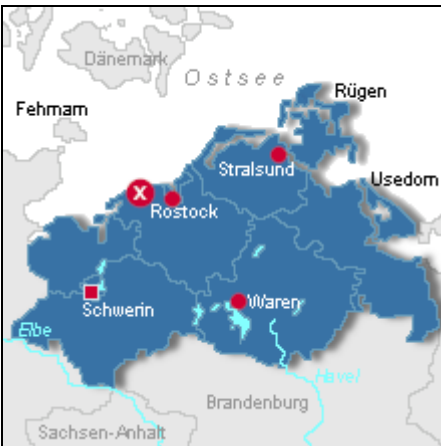 Dänemark
Ostsee
Rügen
Fehmarn
Stralsund
Usedom
X
Rostock
Schwerin
Waren
Elbe
Havel
Brandenburg
Sachsen-Anhalt